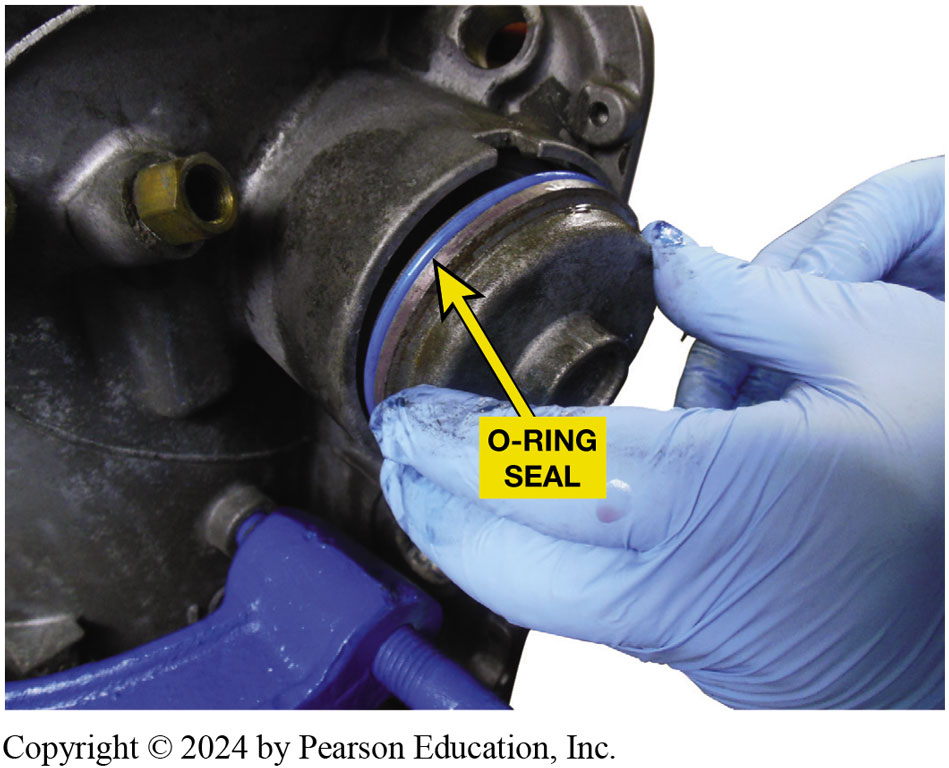 O-RING
SEAL
Copyright © 2024 by Pearson Education, Inc.